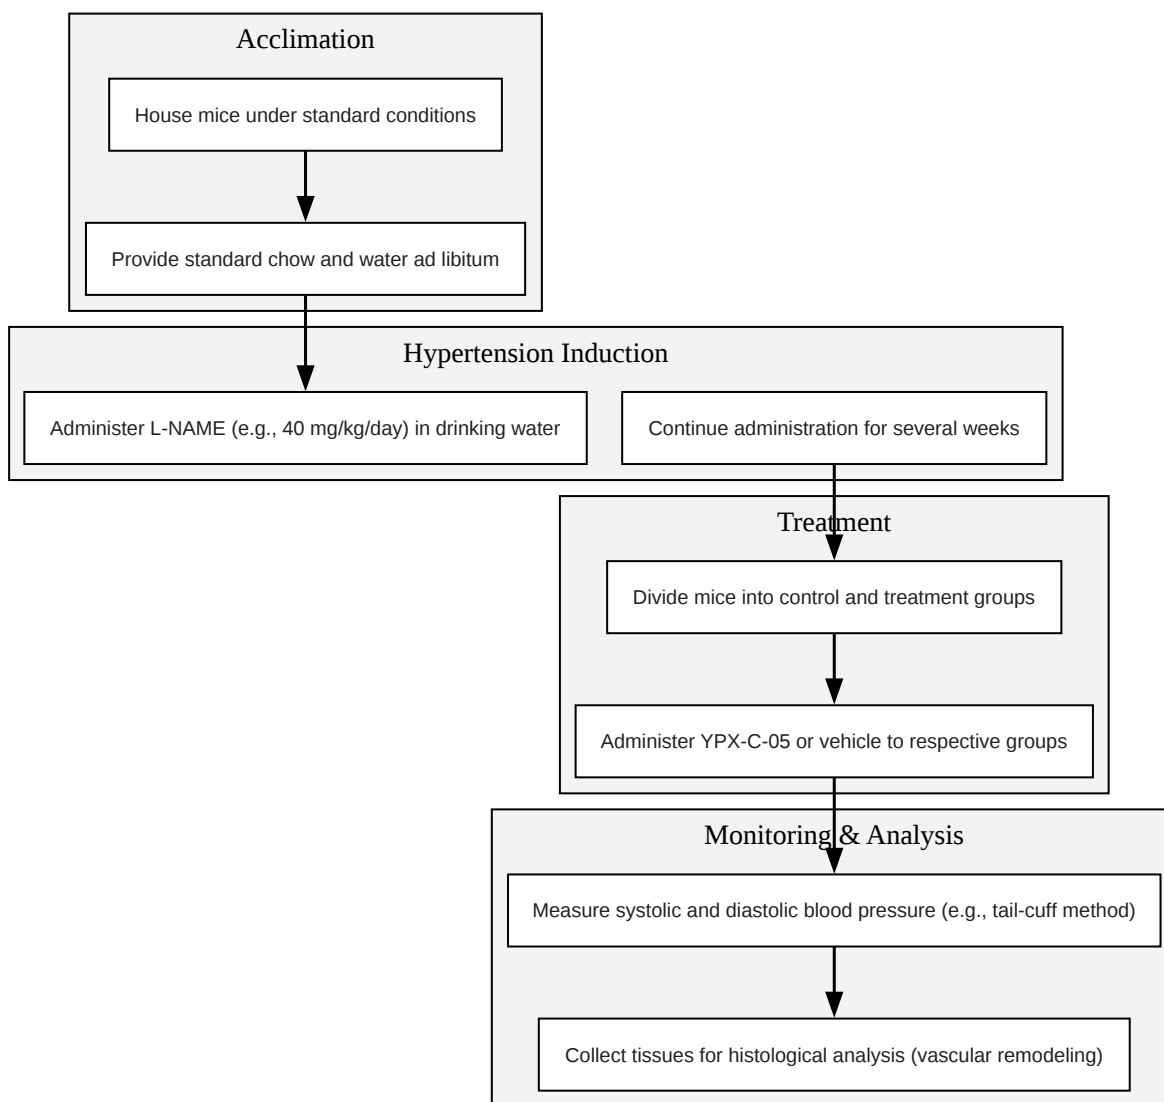 Acclimation
House mice under standard conditions
Provide standard chow and water ad libitum
Hypertension Induction
Administer L-NAME (e.g., 40 mg/kg/day) in drinking water
Continue administration for several weeks
Treatment
Divide mice into control and treatment groups
Administer YPX-C-05 or vehicle to respective groups
Monitoring & Analysis
Measure systolic and diastolic blood pressure (e.g., tail-cuff method)
Collect tissues for histological analysis (vascular remodeling)